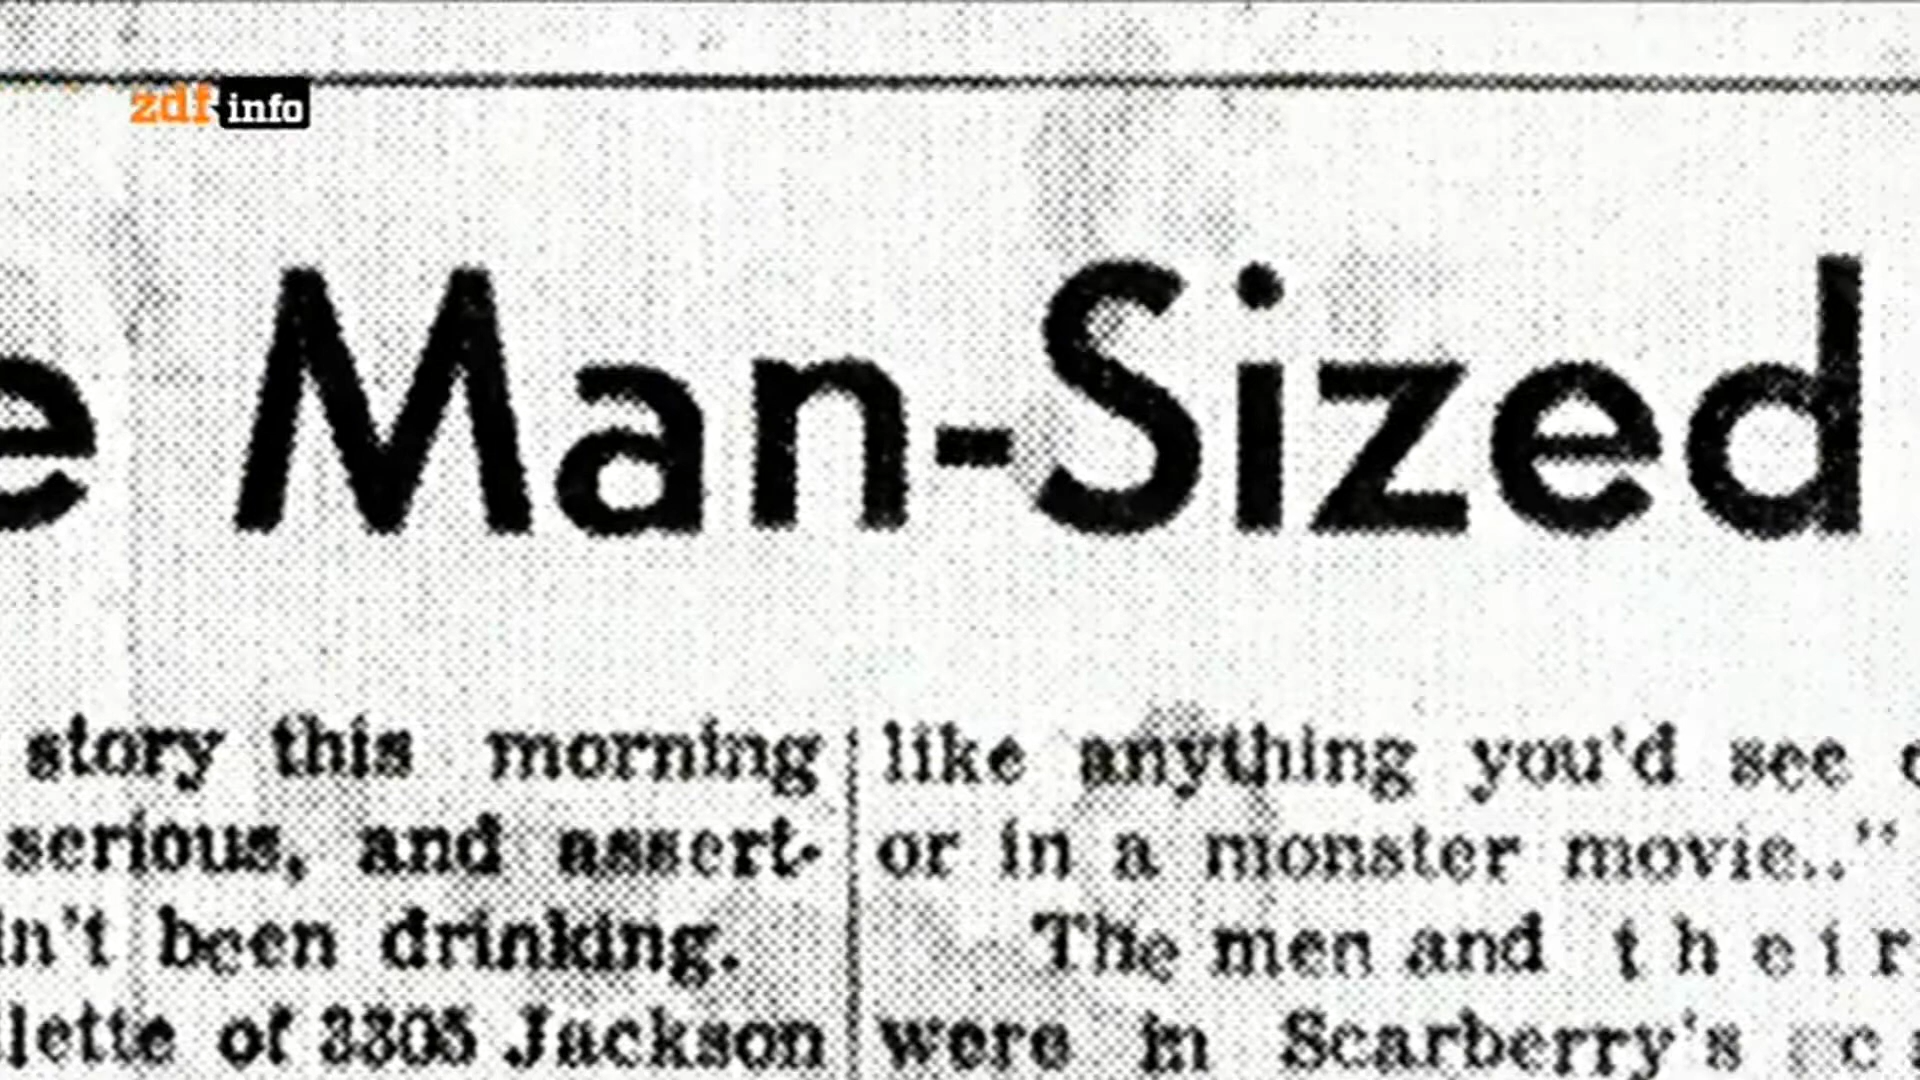 zdf info
e Man-Sized
story this morning
serious, and assert-
n't been drinking.
lette of 3305 Jackson
like anything you'd see
or in a monster movie.."
The men and their
were in Scarberry's